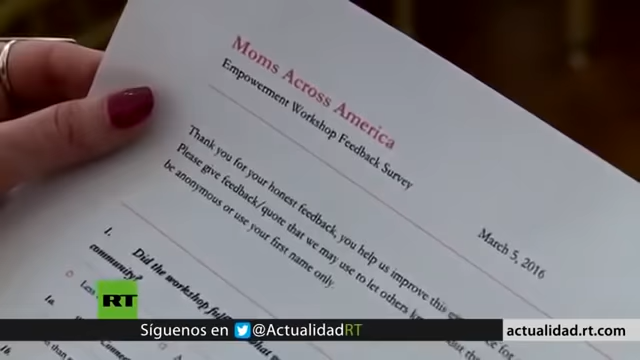 Moms Across America
Empowerment Workshop Feedback Survey
March 5, 2016
Thank you for your honest feedback, you help us improve this
Please give feedback/quote that we may use to let others
be anonymous or use your first name only.
1. Did the workshop
community?
Less
1a.
RT
Síguenos en @ActualidadRT
actualidad.rt.com